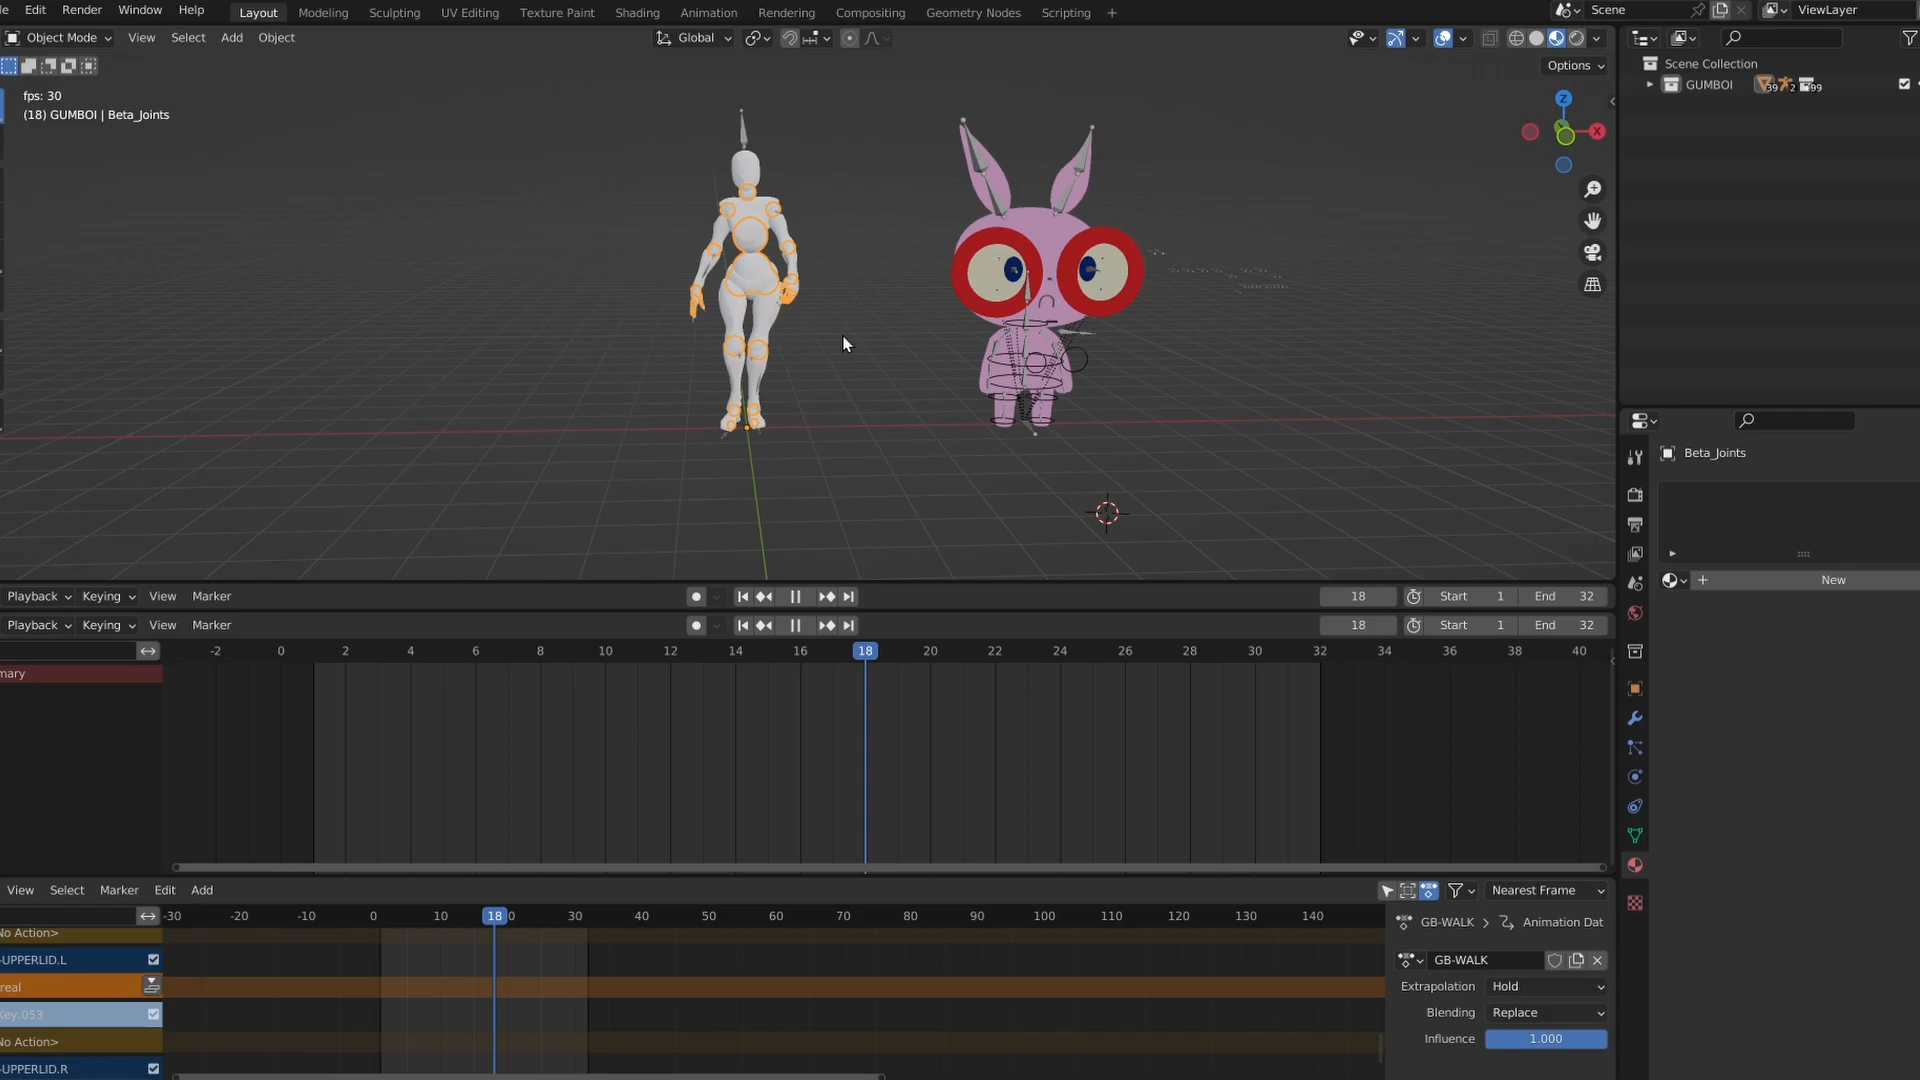 Edit Render Window Help Layout Modeling Sculpting UV Editing Texture Paint Shading Animation Rendering Compositing Geometry Nodes Scripting + Scene ViewLayer
Object Mode View Select Add Object Global
Options
Scene Collection
GUMBOI 39 2 99
fps: 30
(18) GUMBOI | Beta_Joints
Z
X
Beta_Joints
+ New
Playback Keying View Marker 18 Start 1 End 32
Playback Keying View Marker 18 Start 1 End 32
-2 0 2 4 6 8 10 12 14 16 18 20 22 24 26 28 30 32 34 36 38 40
mary
View Select Marker Edit Add Nearest Frame
-30 -20 -10 0 10 18 0 30 40 50 60 70 80 90 100 110 120 130 140
GB-WALK > Animation Dat
No Action>
-UPPERLID.L
GB-WALK
real
Extrapolation Hold
Key.053
Blending Replace
No Action>
Influence 1.000
-UPPERLID.R